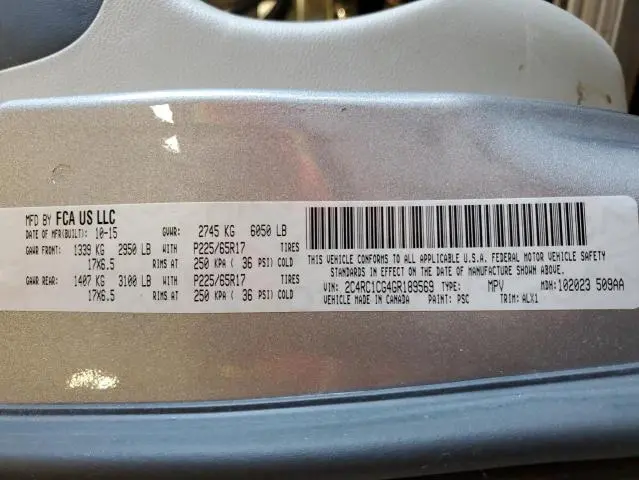 MFD BY FCA US LLC
DATE OF MFR(BUILT): 10-15 GVWR: 2745 KG 6050 LB
GAWR FRONT: 1339 KG 2950 LB WITH P225/65R17 TIRES
17X6.5 RIMS AT 250 KPA ( 36 PSI) COLD
GAWR REAR: 1407 KG 3100 LB WITH P225/65R17 TIRES
17X6.5 RIMS AT 250 KPA ( 36 PSI) COLD
THIS VEHICLE CONFORMS TO ALL APPLICABLE U.S.A. FEDERAL MOTOR VEHICLE SAFETY
STANDARDS IN EFFECT ON THE DATE OF MANUFACTURE SHOWN ABOVE.
VIN: 2C4RC1CG4GR189569 TYPE: MPV MDH: 102023 509AA
VEHICLE MADE IN CANADA PAINT: PSC TRIM: ALX1